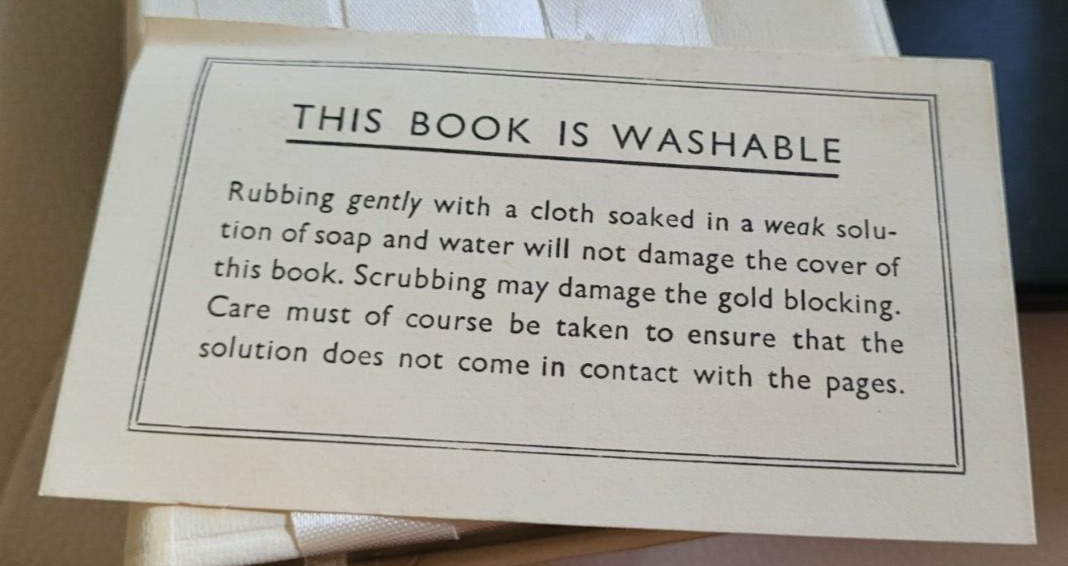 THIS BOOK IS WASHABLE
Rubbing gently with a cloth soaked in a weak solu-
tion of soap and water will not damage the cover of
this book. Scrubbing may damage the gold blocking.
Care must of course be taken to ensure that the
solution does not come in contact with the pages.